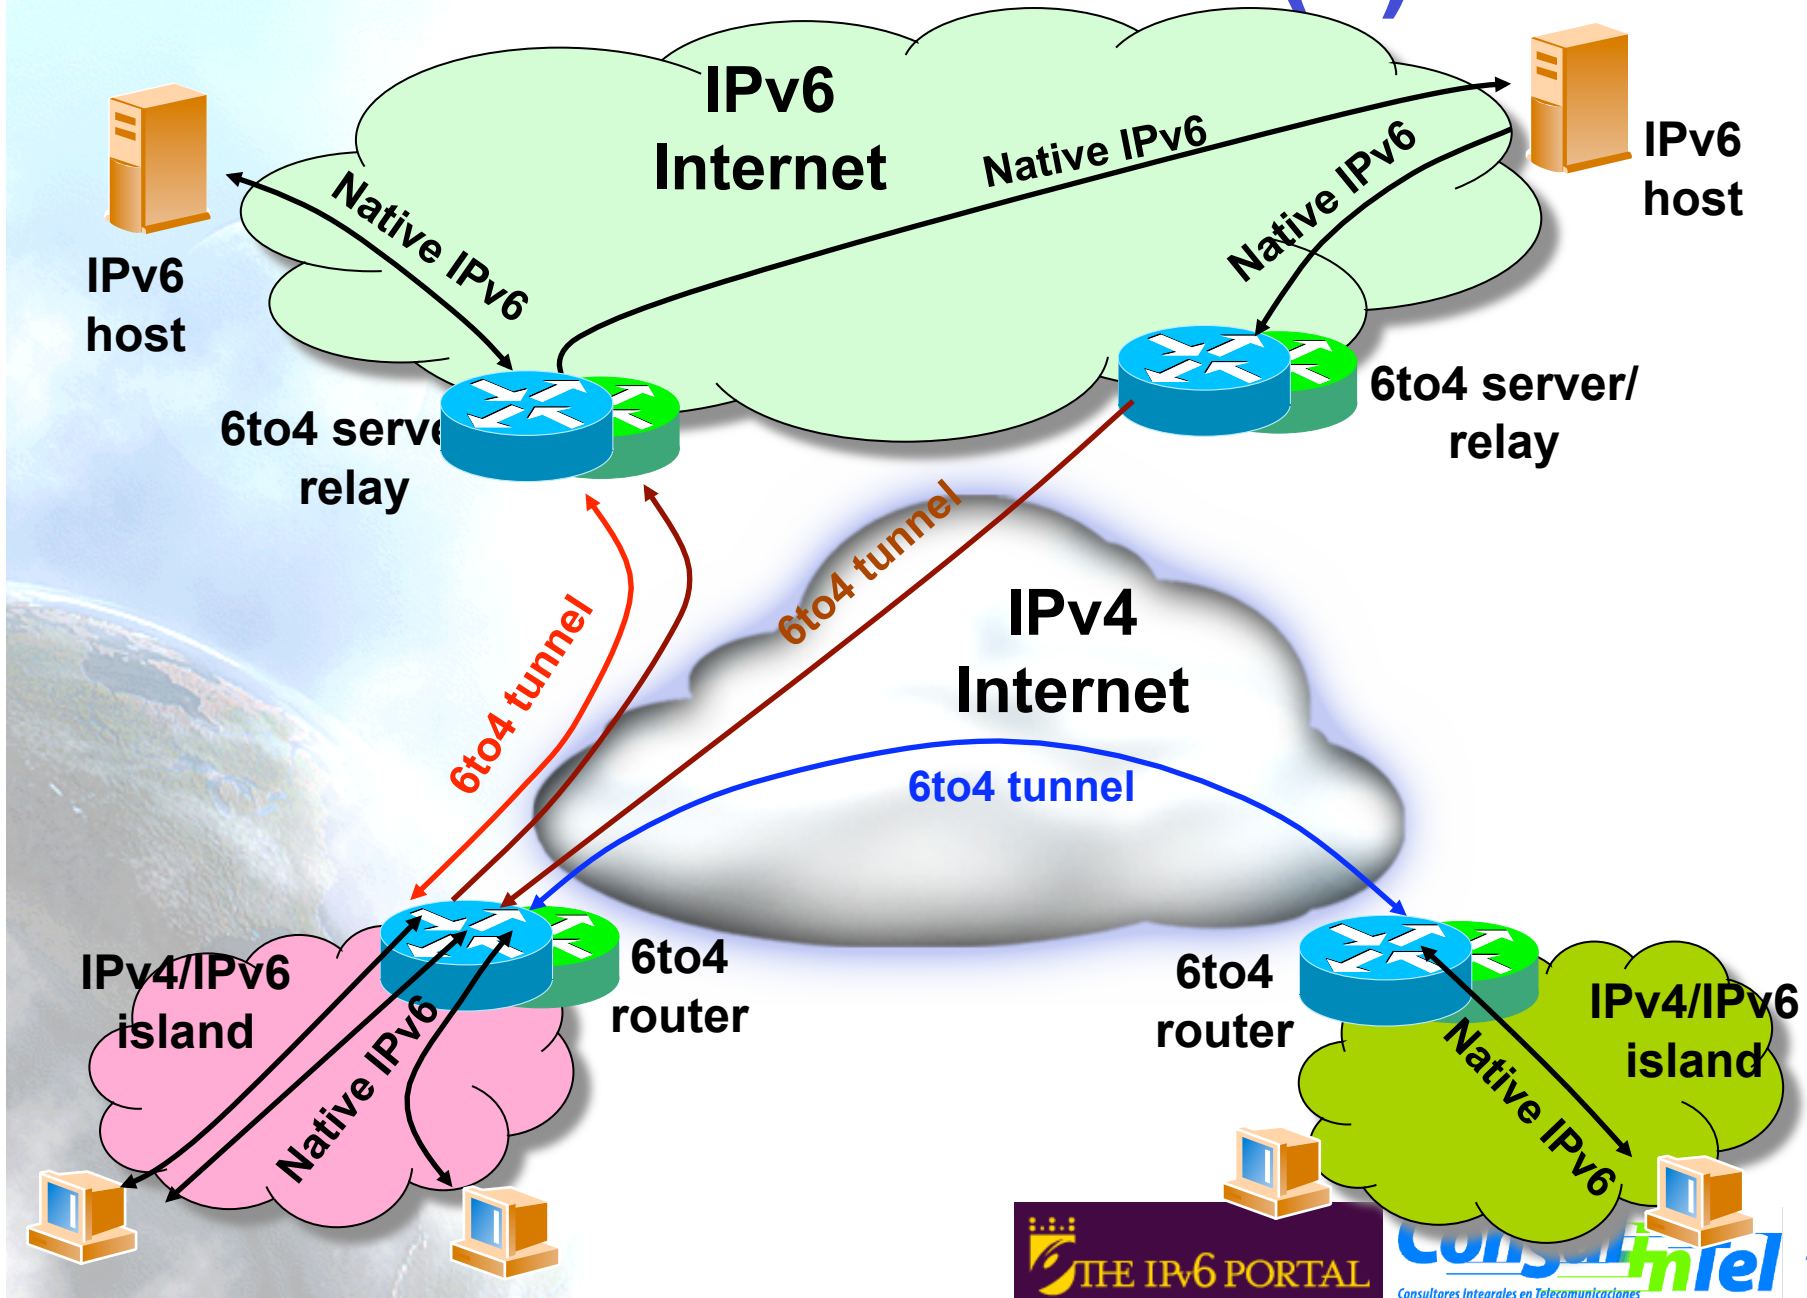 IPv6
Internet
Native IPv6
Native IPv6
Native IPv6
IPv6
host
IPv6
host
6to4 serve
relay
6to4 server/
relay
6to4 tunnel
6to4 tunnel
IPv4
Internet
6to4 tunnel
IPv4/IPv6
island
6to4
router
6to4
router
IPv4/IPv6
island
Native IPv6
Native IPv6
THE IPv6 PORTAL
Consulintel
Consultores Integrales en Telecomunicaciones